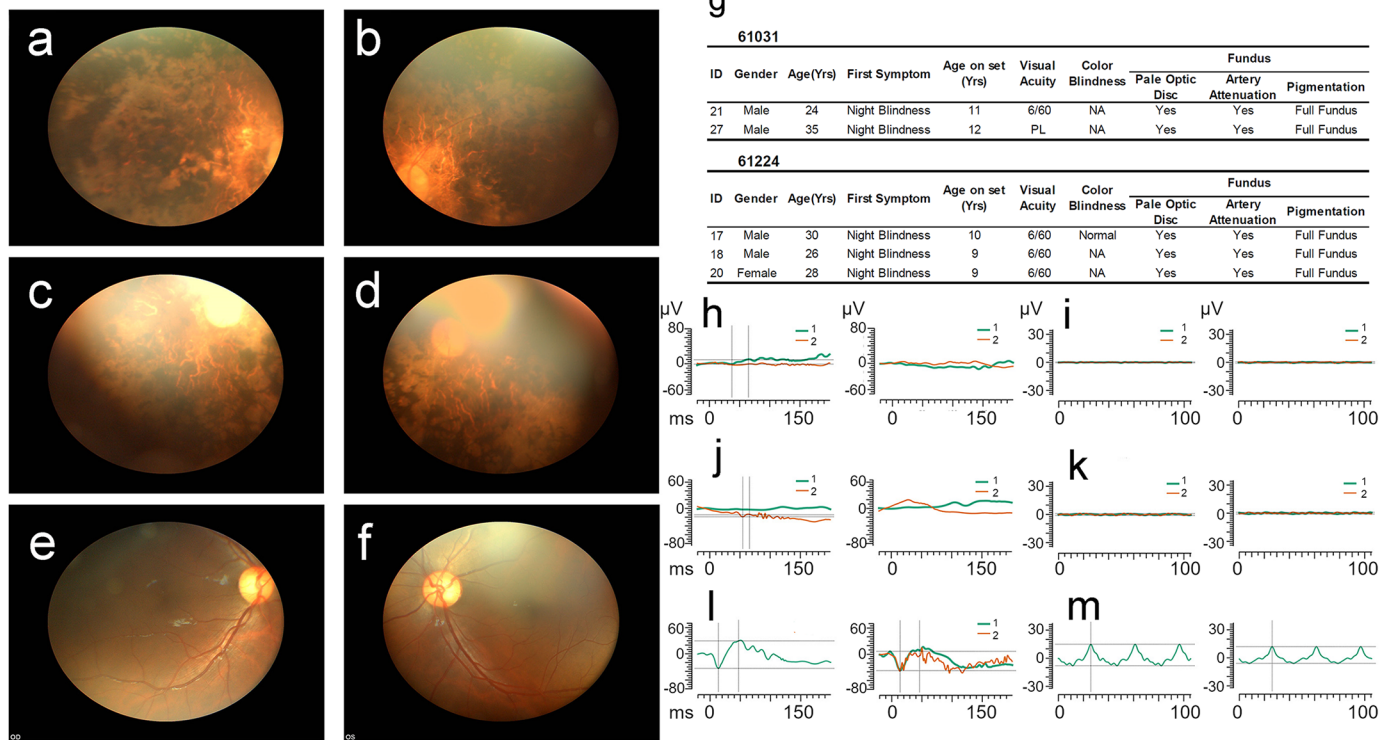 a
b
c
d
e
f
OD
OS
g
61031
ID Gender Age(Yrs) First Symptom Age on set (Yrs) Visual Acuity Color Blindness Fundus
Pale Optic Disc Artery Attenuation Pigmentation
21 Male 24 Night Blindness 11 6/60 NA Yes Yes Full Fundus
27 Male 35 Night Blindness 12 PL NA Yes Yes Full Fundus
61224
ID Gender Age(Yrs) First Symptom Age on set (Yrs) Visual Acuity Color Blindness Fundus
Pale Optic Disc Artery Attenuation Pigmentation
17 Male 30 Night Blindness 10 6/60 Normal Yes Yes Full Fundus
18 Male 26 Night Blindness 9 6/60 NA Yes Yes Full Fundus
20 Female 28 Night Blindness 9 6/60 NA Yes Yes Full Fundus
µV h µV µV i µV
80 1 80 1 30 1 30 1
2 2 2 2
0 0 0 0
-60 -60 -30 -30
ms 0 150 0 150 0 100 0 100
j k
60 1 60 1 30 1 30 1
2 2 2 2
0 0 0 0
-80 -80 -30 -30
ms 0 150 0 150 0 100 0 100
l m
60 60 1 30 30
2
0 0 0 0
-80 -80 -30 -30
ms 0 150 0 150 0 100 0 100